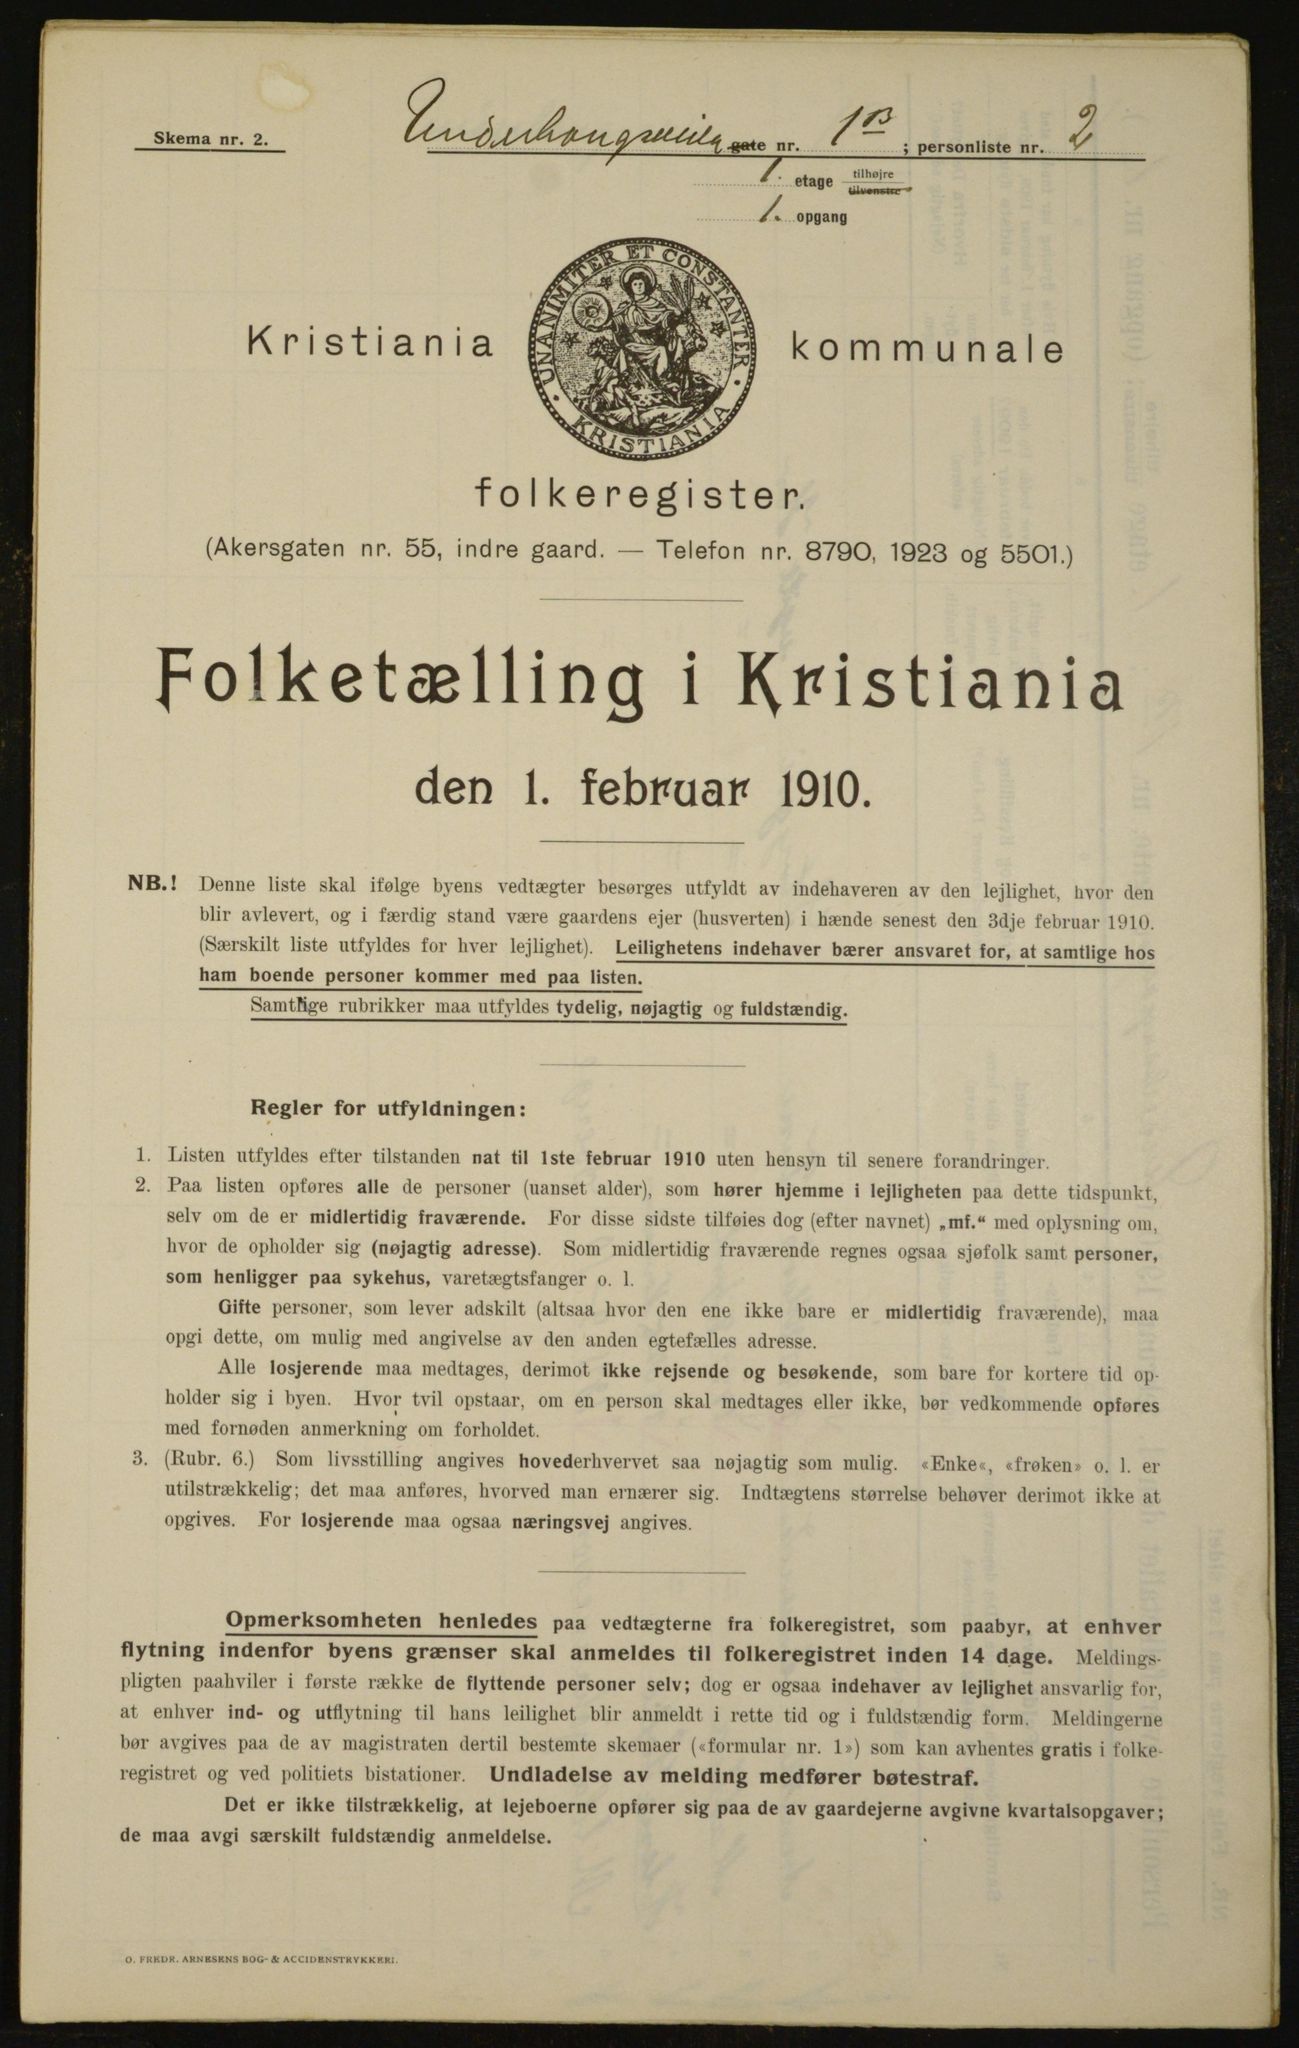 Skema nr. 2.
Underhaugsveien gate nr. 1B ; personliste nr. 2
1. etage tilhøjre tilvenstre
1. opgang
UNANIMITER ET CONSTANTER
KRISTIANIA
Kristiania kommunale
folkeregister.
(Akersgaten nr. 55, indre gaard. — Telefon nr. 8790, 1923 og 5501.)
Folketælling i Kristiania
den 1. februar 1910.
NB.! Denne liste skal ifølge byens vedtægter besørges utfyldt av indehaveren av den lejlighet, hvor den
blir avlevert, og i færdig stand være gaardens ejer (husverten) i hænde senest den 3dje februar 1910.
(Særskilt liste utfyldes for hver lejlighet). Leilighetens indehaver bærer ansvaret for, at samtlige hos
ham boende personer kommer med paa listen.
Samtlige rubrikker maa utfyldes tydelig, nøjagtig og fuldstændig.
Regler for utfyldningen:
1. Listen utfyldes efter tilstanden nat til 1ste februar 1910 uten hensyn til senere forandringer.
2. Paa listen opføres alle de personer (uanset alder), som hører hjemme i lejligheten paa dette tidspunkt,
selv om de er midlertidig fraværende. For disse sidste tilføies dog (efter navnet) „mf.“ med oplysning om,
hvor de opholder sig (nøjagtig adresse). Som midlertidig fraværende regnes ogsaa sjøfolk samt personer,
som henligger paa sykehus, varetægtsfanger o. l.
Gifte personer, som lever adskilt (altsaa hvor den ene ikke bare er midlertidig fraværende), maa
opgi dette, om mulig med angivelse av den anden egtefælles adresse.
Alle losjerende maa medtages, derimot ikke rejsende og besøkende, som bare for kortere tid op-
holder sig i byen. Hvor tvil opstaar, om en person skal medtages eller ikke, bør vedkommende opføres
med fornøden anmerkning om forholdet.
3. (Rubr. 6.) Som livsstilling angives hovederhvervet saa nøjagtig som mulig. «Enke«, «frøken» o. l. er
utilstrækkelig; det maa anføres, hvorved man ernærer sig. Indtægtens størrelse behøver derimot ikke at
opgives. For losjerende maa ogsaa næringsvej angives.
Opmerksomheten henledes paa vedtægterne fra folkeregistret, som paabyr, at enhver
flytning indenfor byens grænser skal anmeldes til folkeregistret inden 14 dage. Meldings-
pligten paahviler i første række de flyttende personer selv; dog er ogsaa indehaver av lejlighet ansvarlig for,
at enhver ind- og utflytning til hans leilighet blir anmeldt i rette tid og i fuldstændig form. Meldingerne
bør avgives paa de av magistraten dertil bestemte skemaer («formular nr. 1») som kan avhentes gratis i folke-
registret og ved politiets bistationer. Undladelse av melding medfører bøtestraf.
Det er ikke tilstrækkelig, at lejeboerne opfører sig paa de av gaardejerne avgivne kvartalsopgaver;
de maa avgi særskilt fuldstændig anmeldelse.
O. FREDR. ARNESENS BOG- & ACCIDENSTRYKKERI.